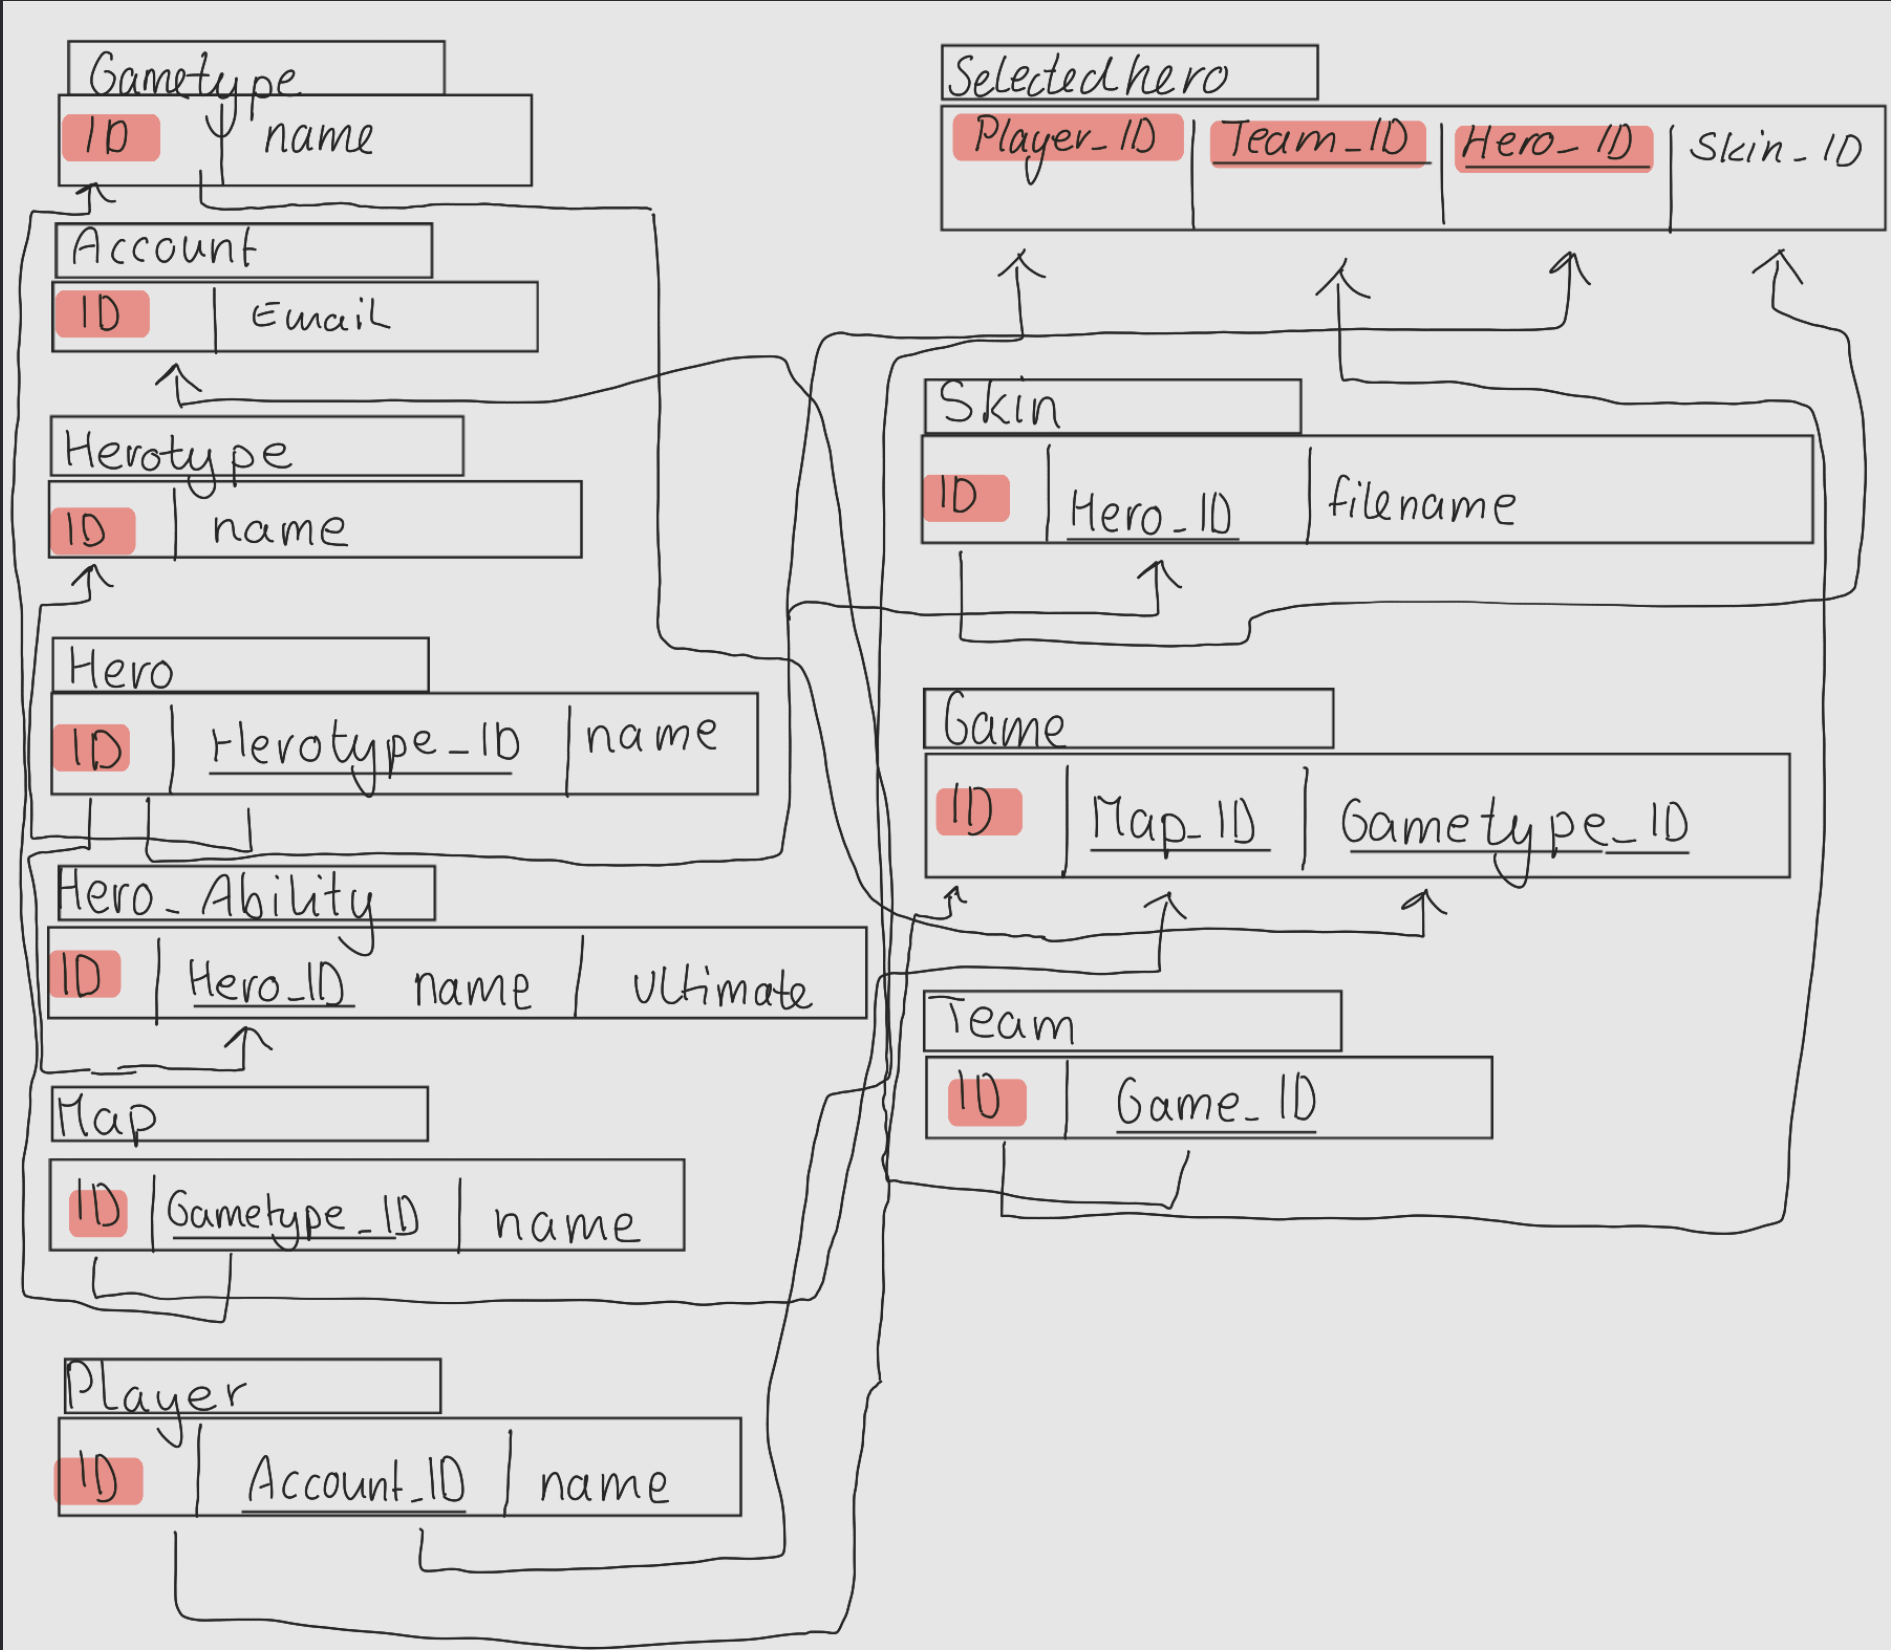 Gametype
ID name
Account
ID Email
Herotype
ID name
Hero
ID Herotype_ID name
Hero_Ability
ID Hero_ID name ultimate
Map
ID Gametype_ID name
Player
ID Account_ID name
Selectedhero
Player_ID Team_ID Hero_ID Skin_ID
Skin
ID Hero_ID filename
Game
ID Map_ID Gametype_ID
Team
ID Game_ID